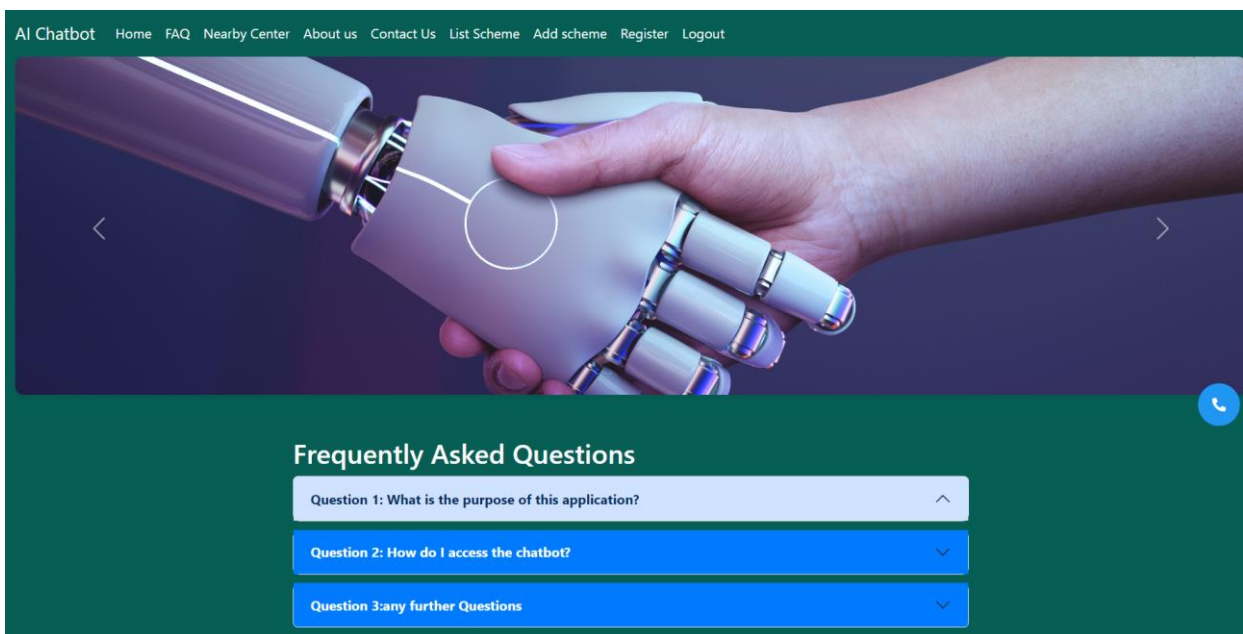 AI Chatbot Home FAQ Nearby Center About us Contact Us List Scheme Add scheme Register Logout
Frequently Asked Questions
Question 1: What is the purpose of this application?
Question 2: How do I access the chatbot?
Question 3:any further Questions